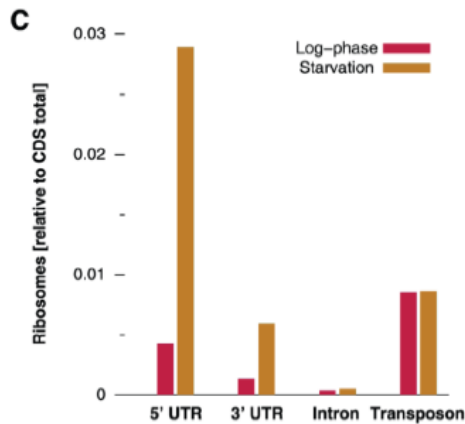 C
Ribosomes [relative to CDS total]
0.03
0.02
0.01
0
Log-phase
Starvation
5' UTR 3' UTR Intron Transposon